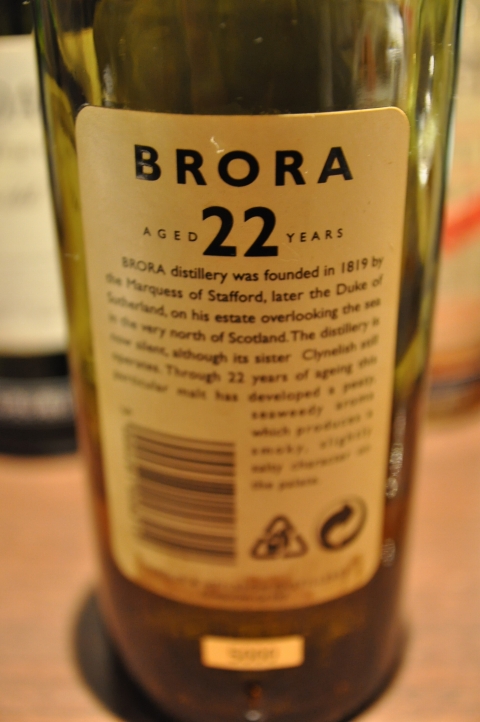 BRORA
AGED 22 YEARS
BRORA distillery was founded in 1819 by
the Marquess of Stafford, later the Duke of
Sutherland, on his estate overlooking the sea
in the very north of Scotland. The distillery is
now silent, although its sister Clynelish still
operates. Through 22 years of ageing this
particular malt has developed a peaty
seaweedy aroma
which produces a
smoky, slightly
salty character on
the palate.